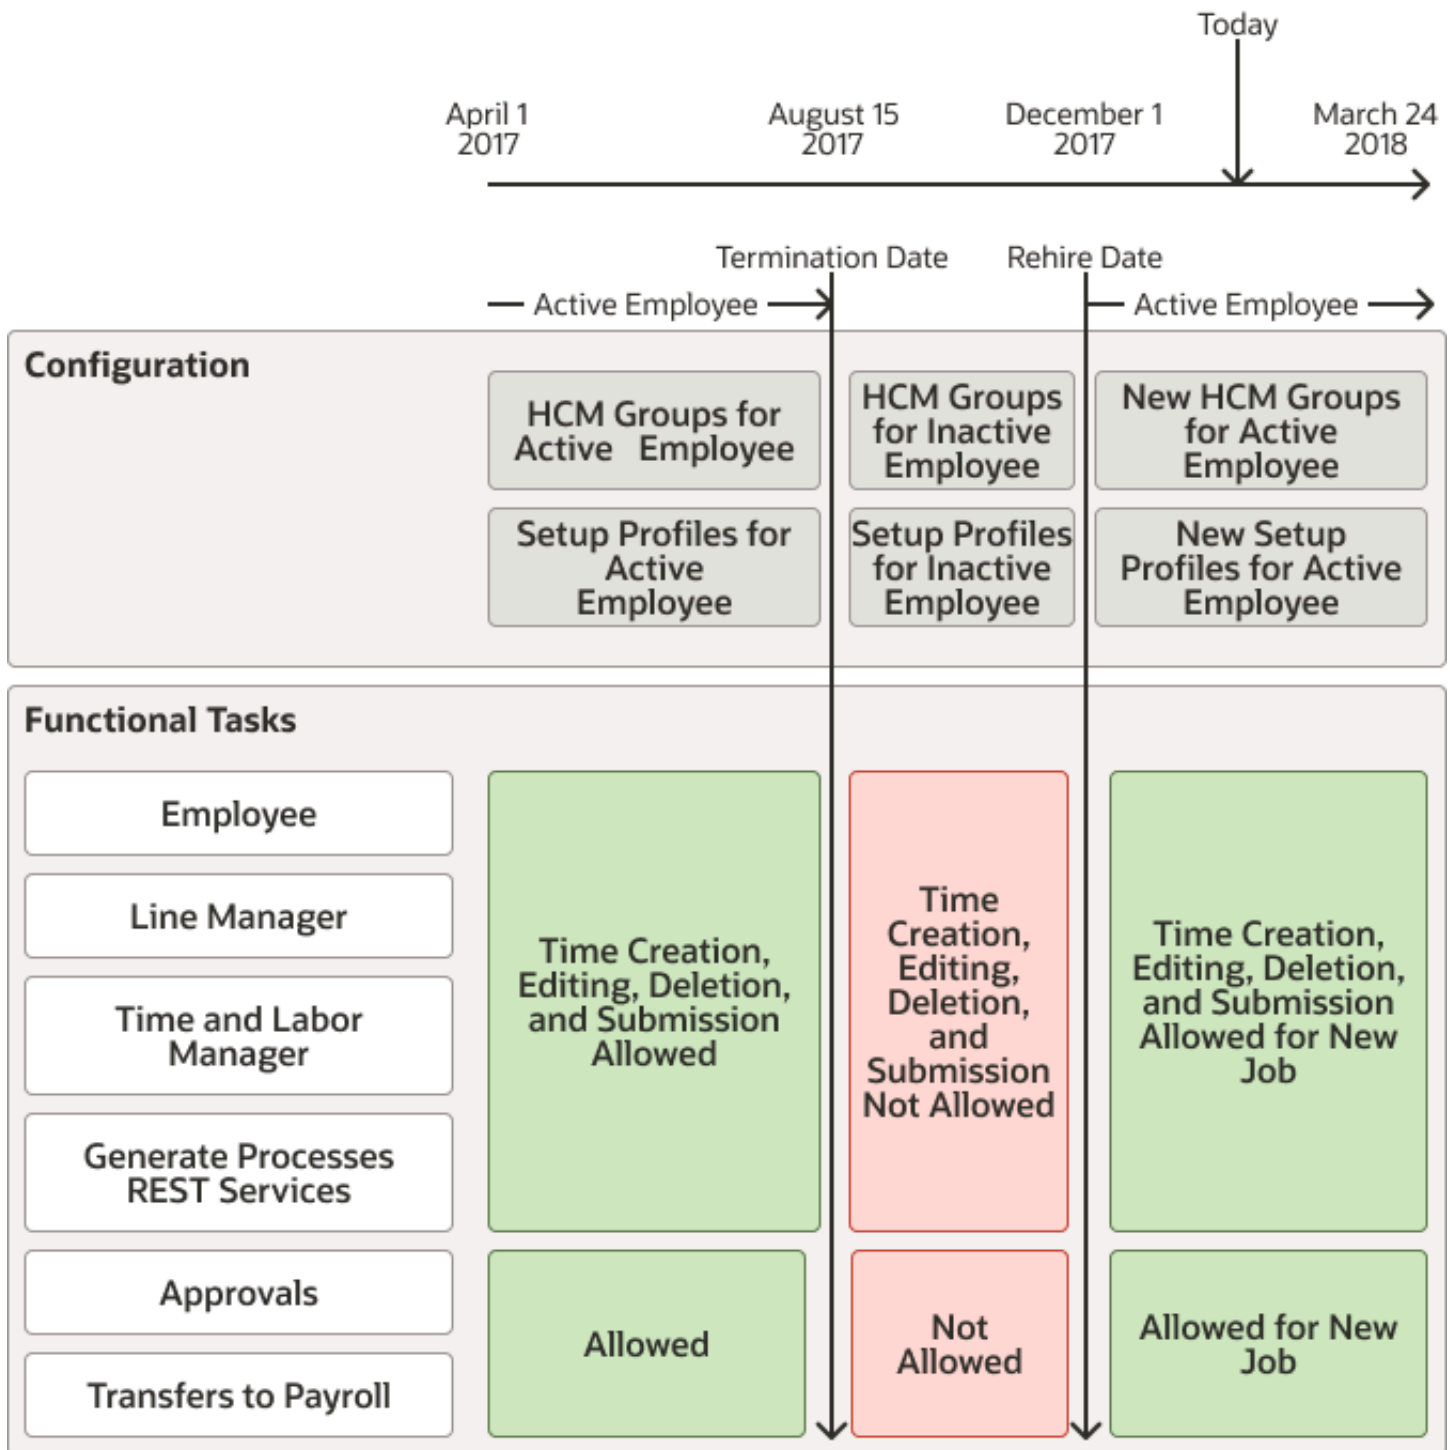 Today
April 1
2017
August 15
2017
December 1
2017
March 24
2018
Termination Date
Rehire Date
Active Employee
Active Employee
Configuration
HCM Groups for
Active Employee
HCM Groups
for Inactive
Employee
New HCM Groups
for Active
Employee
Setup Profiles for
Active
Employee
Setup Profiles
for Inactive
Employee
New Setup
Profiles for Active
Employee
Functional Tasks
Employee
Line Manager
Time and Labor
Manager
Generate Processes
REST Services
Time Creation,
Editing, Deletion,
and Submission
Allowed
Time
Creation,
Editing,
Deletion,
and
Submission
Not Allowed
Time Creation,
Editing, Deletion,
and Submission
Allowed for New
Job
Approvals
Transfers to Payroll
Allowed
Not
Allowed
Allowed for New
Job